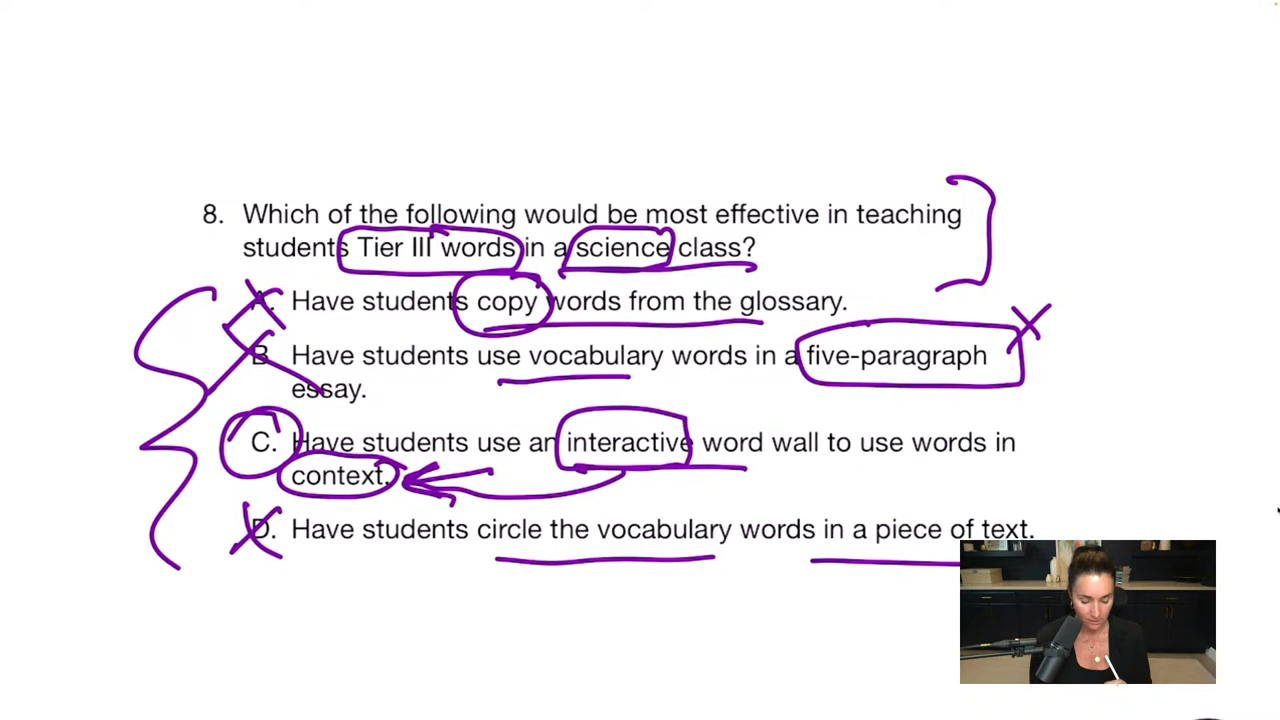 8. Which of the following would be most effective in teaching
students Tier III words in a science class?
A. Have students copy words from the glossary.
B. Have students use vocabulary words in a five-paragraph
essay.
C. Have students use an interactive word wall to use words in
context.
D. Have students circle the vocabulary words in a piece of text.